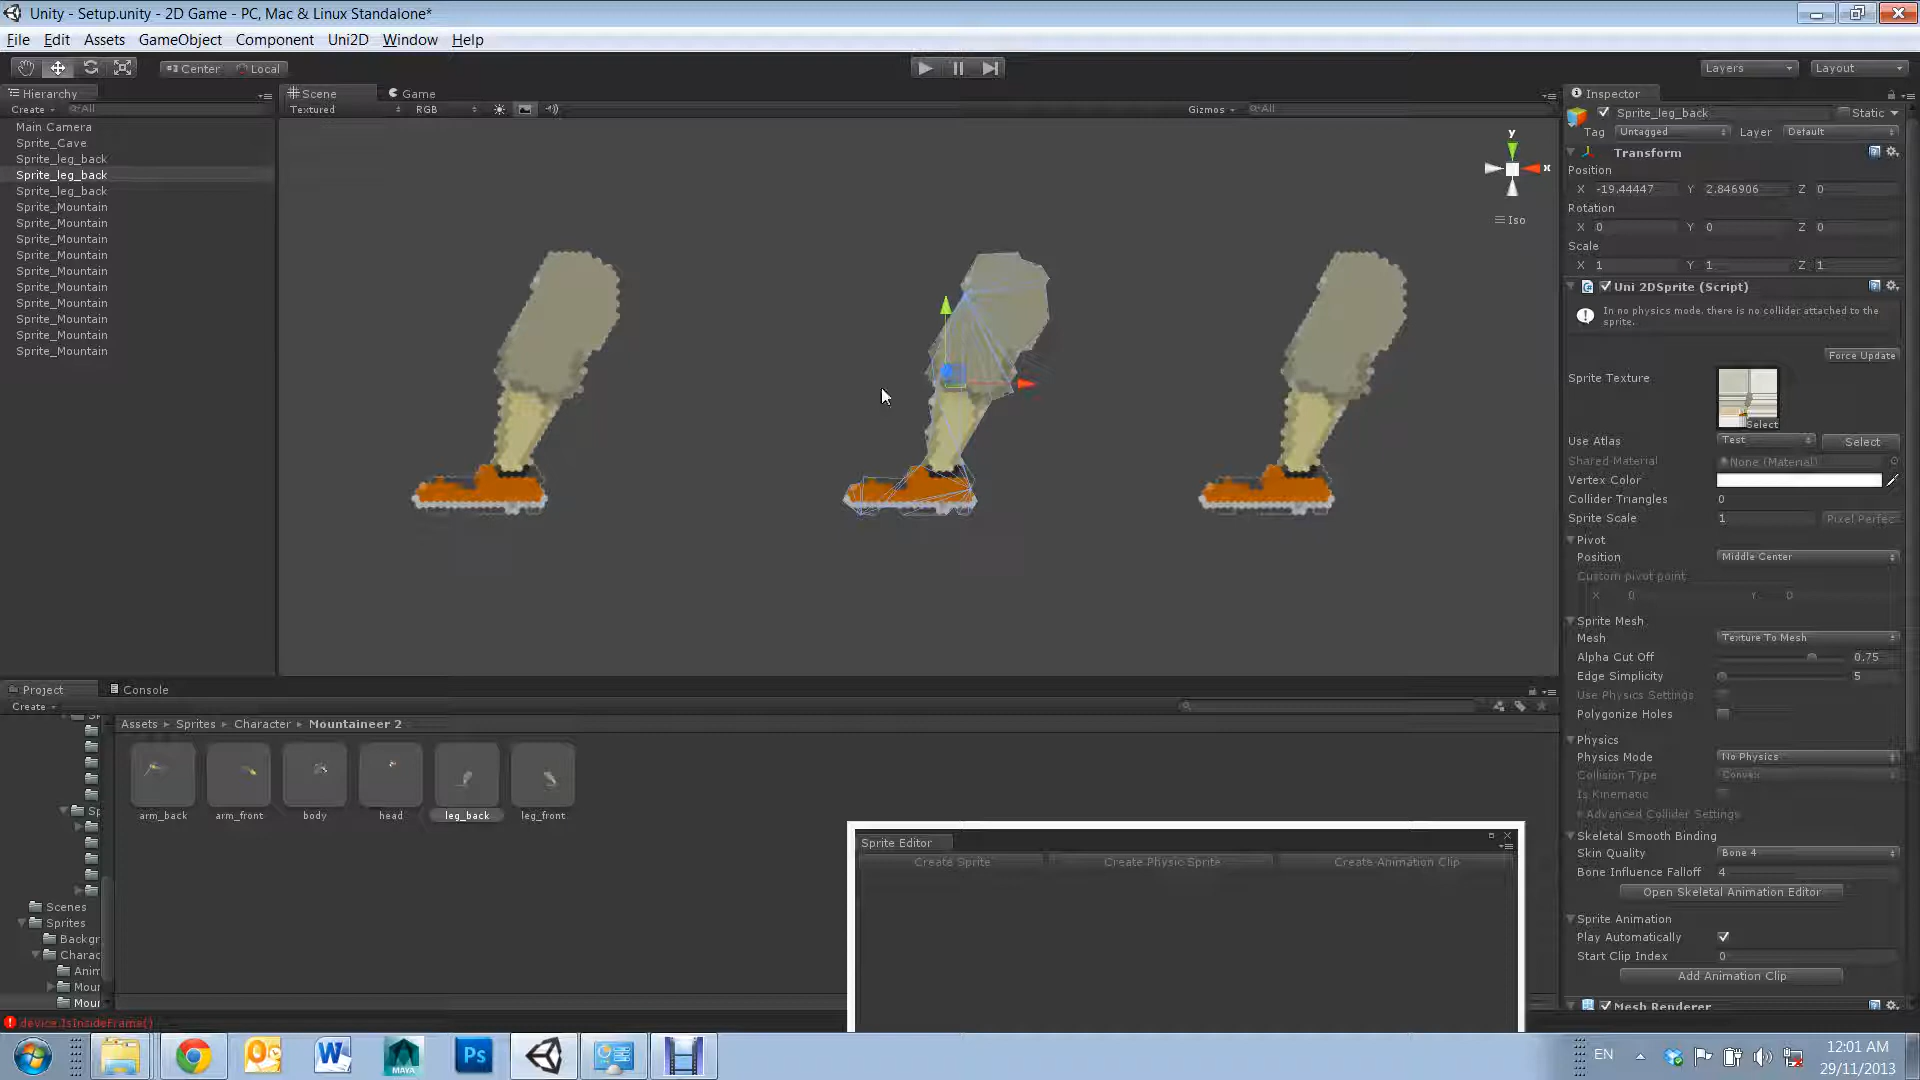 Unity - Setup.unity - 2D Game - PC, Mac & Linux Standalone*
File Edit Assets GameObject Component Uni2D Window Help
Center Local
Layers Layout
Hierarchy
Create All
Main Camera
Sprite_Cave
Sprite_leg_back
Sprite_leg_back
Sprite_leg_back
Sprite_Mountain
Sprite_Mountain
Sprite_Mountain
Sprite_Mountain
Sprite_Mountain
Sprite_Mountain
Sprite_Mountain
Sprite_Mountain
Sprite_Mountain
Sprite_Mountain
Scene Game
Textured RGB Gizmos All
y
x
Iso
Inspector
Sprite_leg_back Static
Tag Untagged Layer Default
Transform
Position
X -19.44447 Y 2.846906 Z 0
Rotation
X 0 Y 0 Z 0
Scale
X 1 Y 1 Z 1
Uni 2DSprite (Script)
In no physics mode, there is no collider attached to the sprite.
Force Update
Sprite Texture
Select
Use Atlas Test Select
Shared Material None (Material)
Vertex Color
Collider Triangles 0
Sprite Scale 1 Pixel Perfec
Pivot
Position Middle Center
Custom pivot point
X 0 Y 0
Sprite Mesh
Mesh Texture To Mesh
Alpha Cut Off 0.75
Edge Simplicity 5
Use Physics Settings
Polygonize Holes
Physics
Physics Mode No Physics
Collision Type Convex
Is Kinematic
Advanced Collider Settings
Skeletal Smooth Binding
Skin Quality Bone 4
Bone Influence Falloff 4
Open Skeletal Animation Editor
Sprite Animation
Play Automatically
Start Clip Index 0
Add Animation Clip
Mesh Renderer
Project Console
Create
Assets Sprites Character Mountaineer 2
arm_back arm_front body head leg_back leg_front
Sp
Scenes
Sprites
Backgr
Charac
Anim
Moun
Moun
Sprite Editor
Create Sprite Create Physic Sprite Create Animation Clip
device.IsInsideFrame()
W MAYA Ps
EN
12:01 AM
29/11/2013